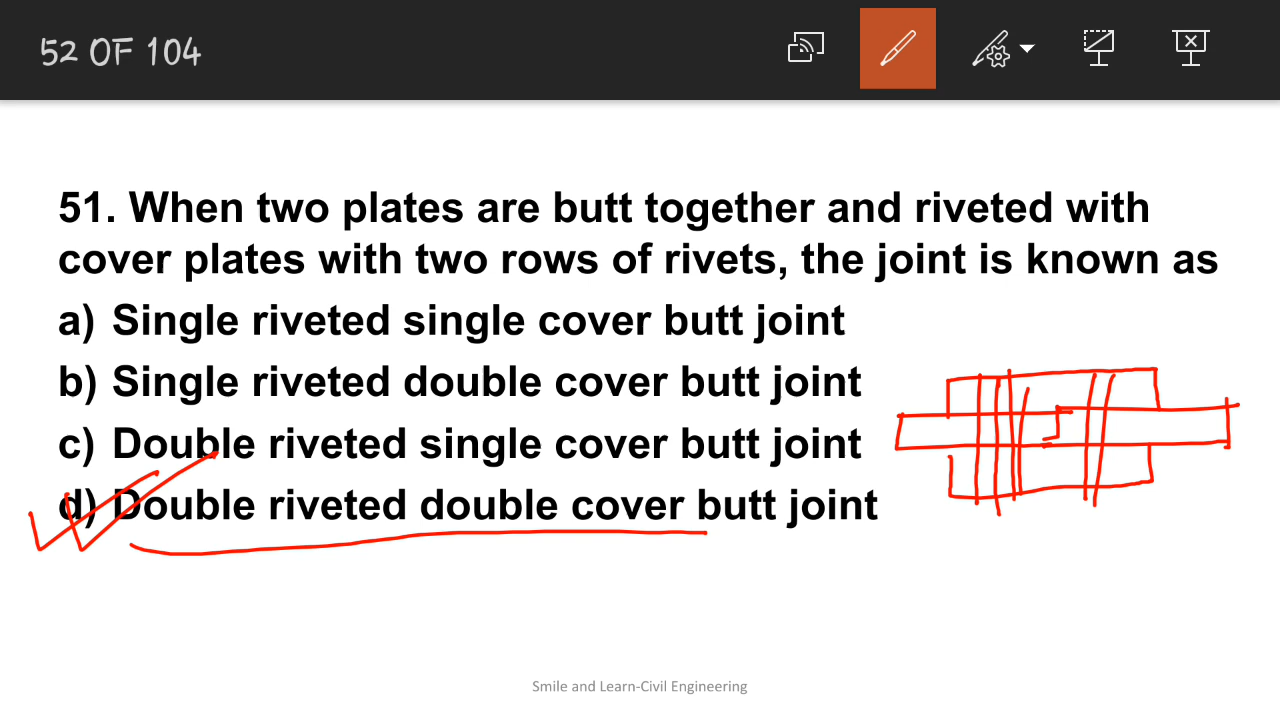 52 OF 104
51. When two plates are butt together and riveted with
cover plates with two rows of rivets, the joint is known as
a) Single riveted single cover butt joint
b) Single riveted double cover butt joint
c) Double riveted single cover butt joint
d) Double riveted double cover butt joint
Smile and Learn-Civil Engineering